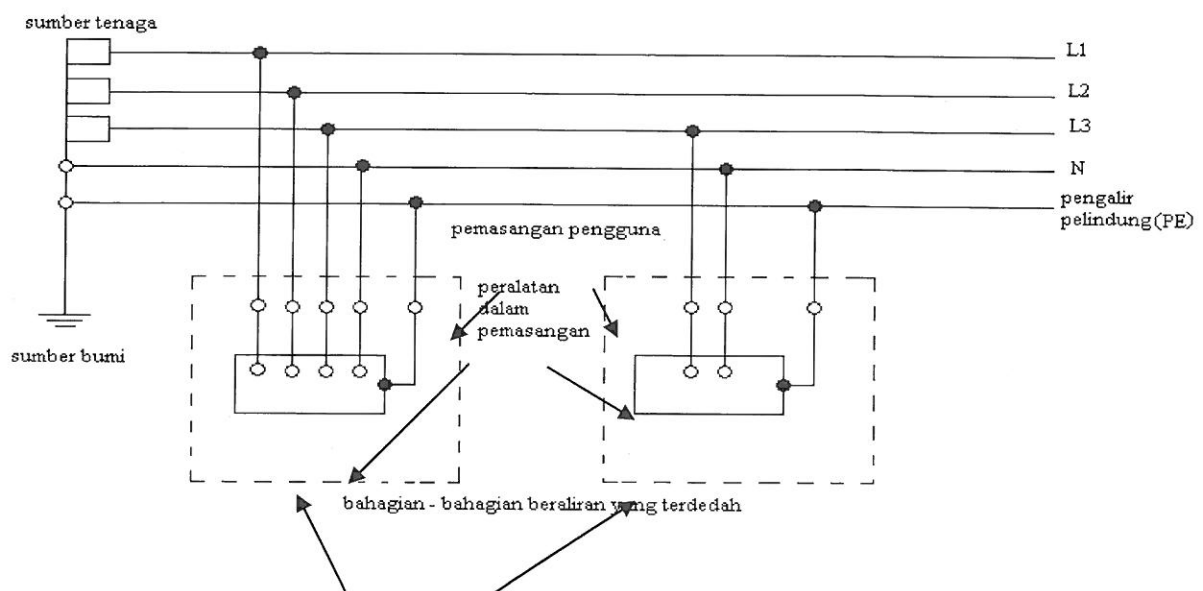 sumber tenaga
L1
L2
L3
N
pengalir
pelindung(PE)
pemasangan pengguna
peralatan
dalam
pemasangan
sumber bumi
bahagian - bahagian beraliran yang terdedah